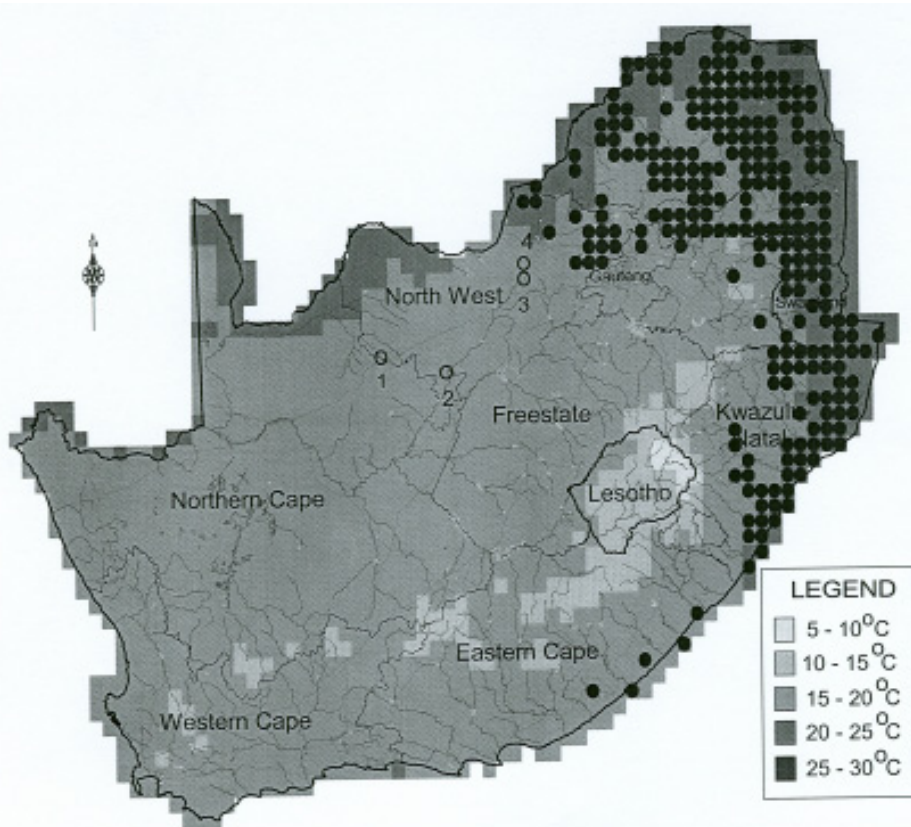 4
Gauteng
North West
3
1
2
Freestate
Kwazulu
Natal
Lesotho
Northern Cape
Eastern Cape
Western Cape
LEGEND
5 - 10°C
10 - 15°C
15 - 20°C
20 - 25°C
25 - 30°C